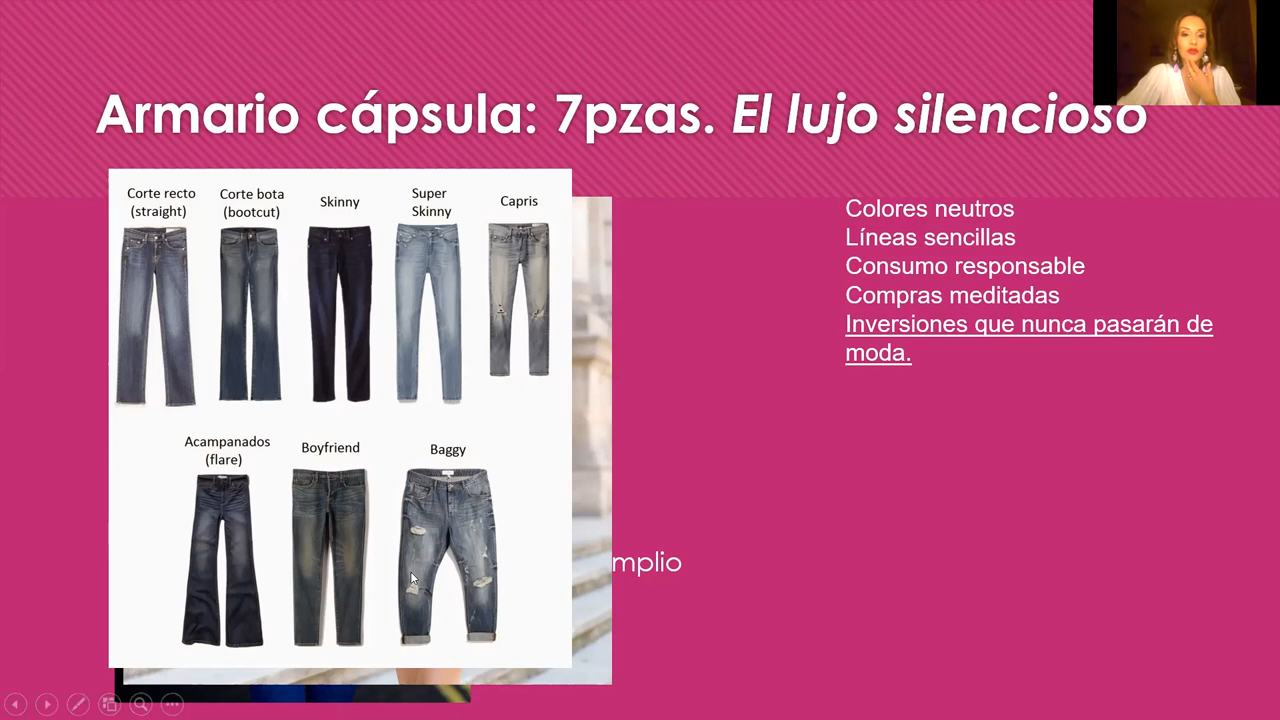 Armario cápsula: 7pzas. El lujo silencioso
Corte recto
(straight)
Corte bota
(bootcut)
Skinny
Super
Skinny
Capris
Acampanados
(flare)
Boyfriend
Baggy
mplio
Colores neutros
Líneas sencillas
Consumo responsable
Compras meditadas
Inversiones que nunca pasarán de
moda.